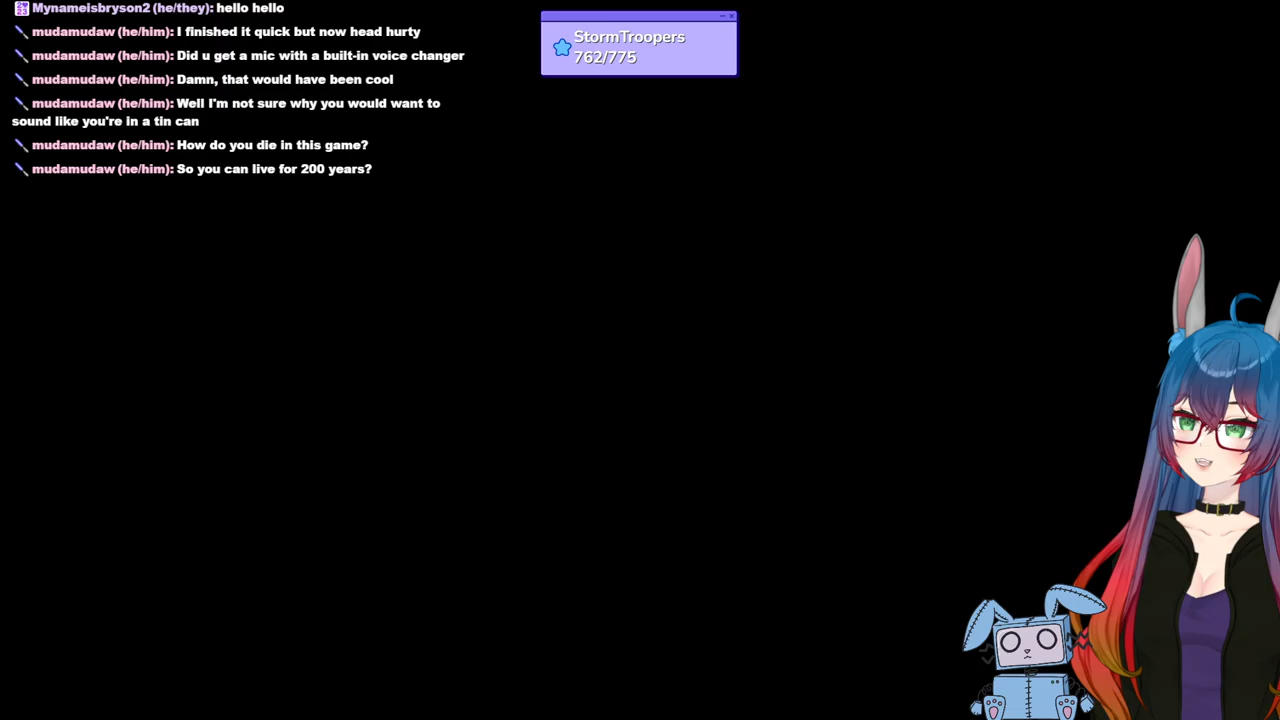 Mynameisbryson2 (he/they): hello hello
mudamudaw (he/him): I finished it quick but now head hurty
mudamudaw (he/him): Did u get a mic with a built-in voice changer
mudamudaw (he/him): Damn, that would have been cool
mudamudaw (he/him): Well I'm not sure why you would want to
sound like you're in a tin can
mudamudaw (he/him): How do you die in this game?
mudamudaw (he/him): So you can live for 200 years?
StormTroopers
762/775